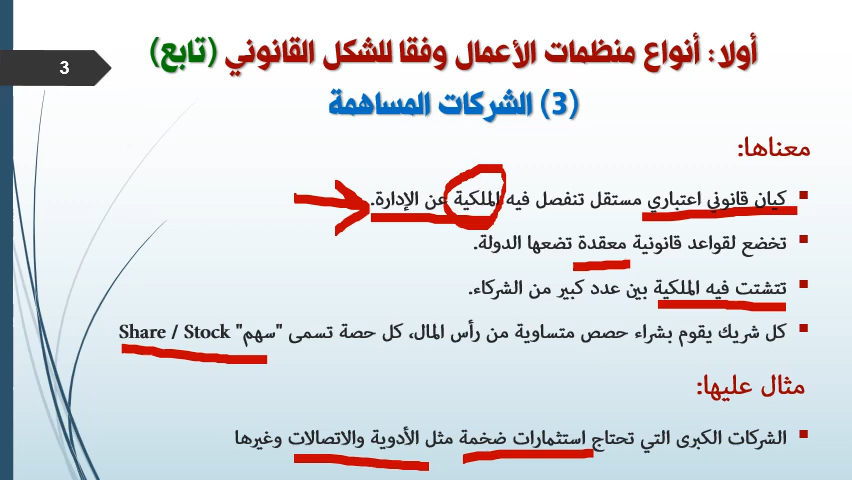 3
أولا: أنواع منظمات الأعمال وفقا للشكل القانوني (تابع)
(3) الشركات المساهمة
معناها:
كيان قانوني اعتباري مستقل تنفصل فيه الملكية عن الإدارة.
تخضع لقواعد قانونية معقدة تضعها الدولة.
تتشتت فيه الملكية بين عدد كبير من الشركاء.
كل شريك يقوم بشراء حصص متساوية من رأس المال، كل حصة تسمى "سهم" Share / Stock
مثال عليها:
الشركات الكبرى التي تحتاج استثمارات ضخمة مثل الأدوية والاتصالات وغيرها